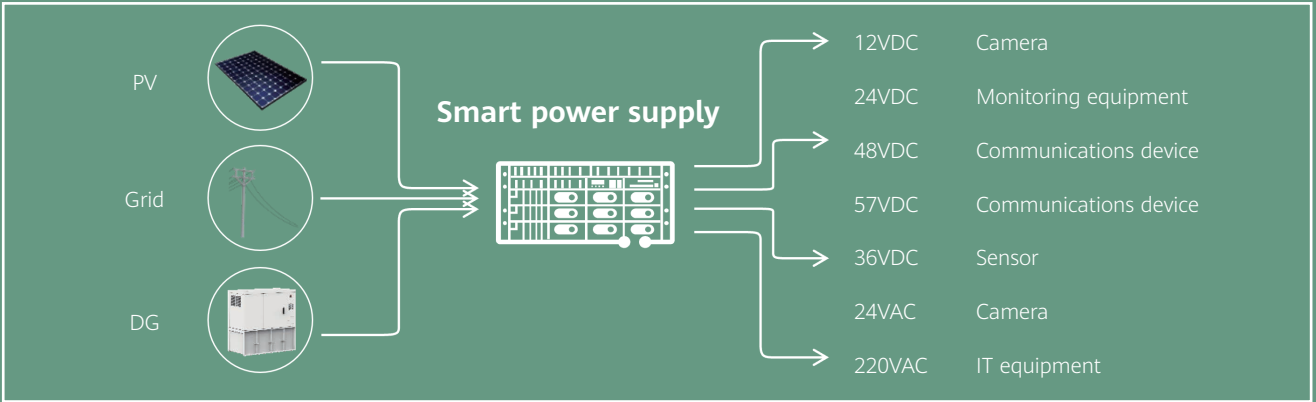 PV
Grid
DG
Smart power supply
12VDC Camera
24VDC Monitoring equipment
48VDC Communications device
57VDC Communications device
36VDC Sensor
24VAC Camera
220VAC IT equipment